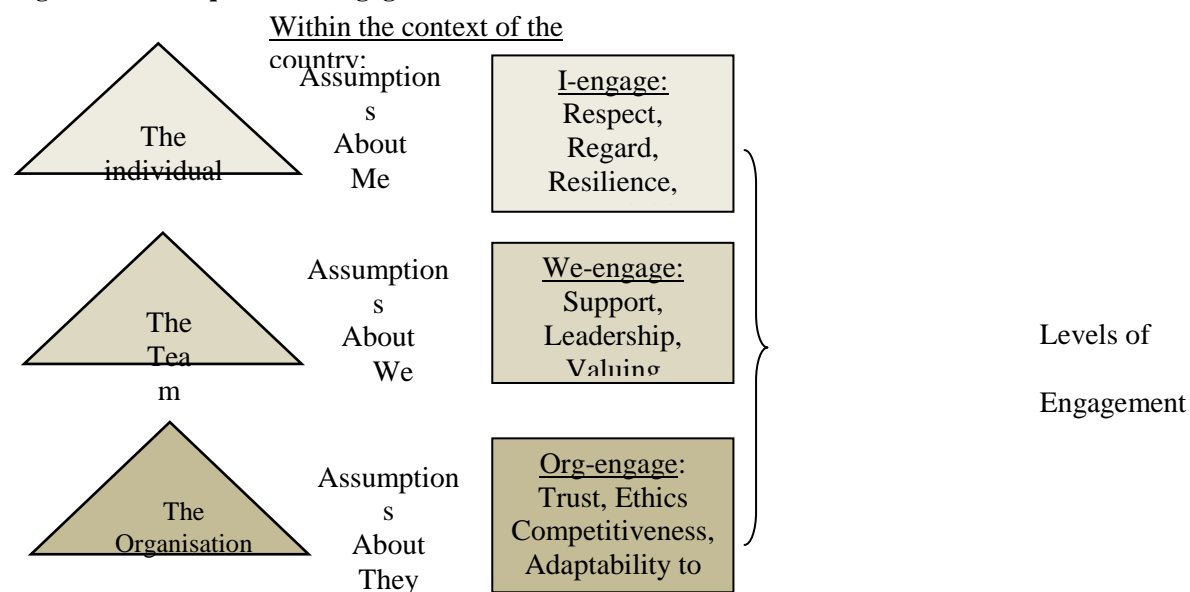 Within the context of the
country:
The
individual
Assumption
s
About
Me
I-engage:
Respect,
Regard,
Resilience,
The
Tea
m
Assumption
s
About
We
We-engage:
Support,
Leadership,
Valuing
The
Organisation
Assumption
s
About
They
Org-engage:
Trust, Ethics
Competitiveness,
Adaptability to
Levels of
Engagement